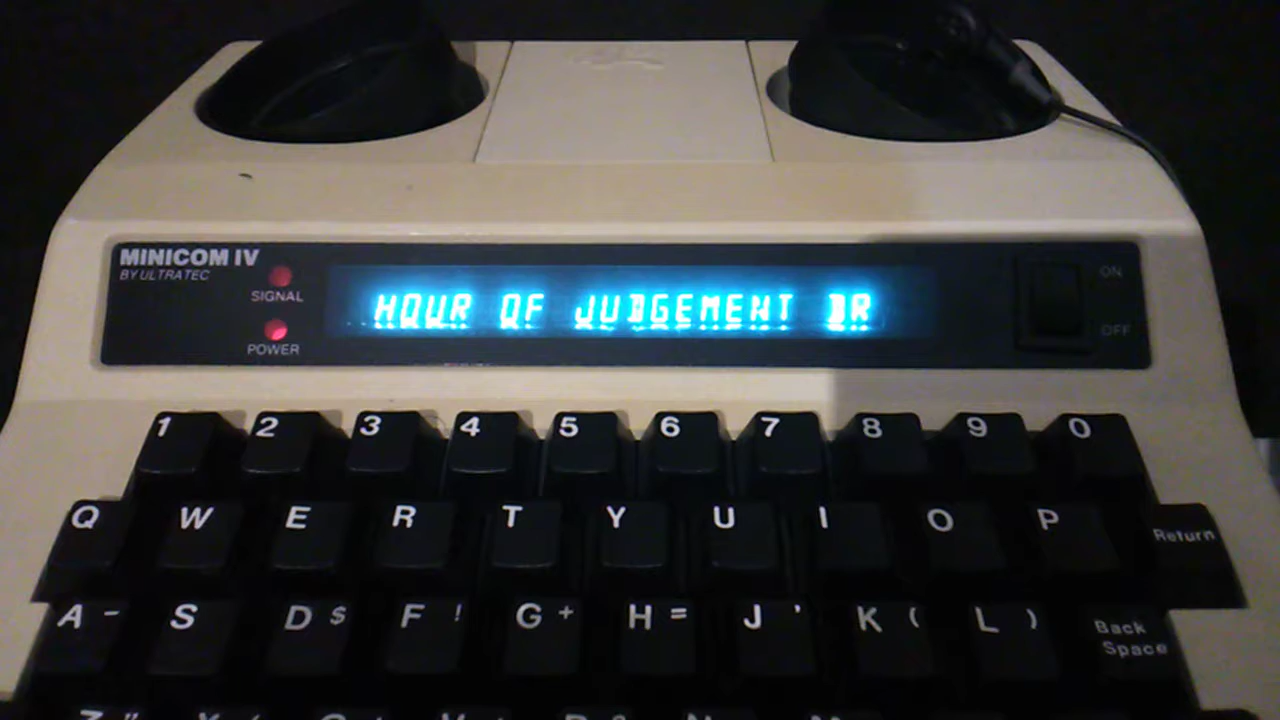 MINICOM IV
BY ULTRATEC
SIGNAL
POWER
HOUR OF JUDGEMENT DR
ON
OFF
1 2 3 4 5 6 7 8 9 0
Q W E R T Y U I O P Return
A - S D $ F ! G + H = J ' K ( L ) Back Space